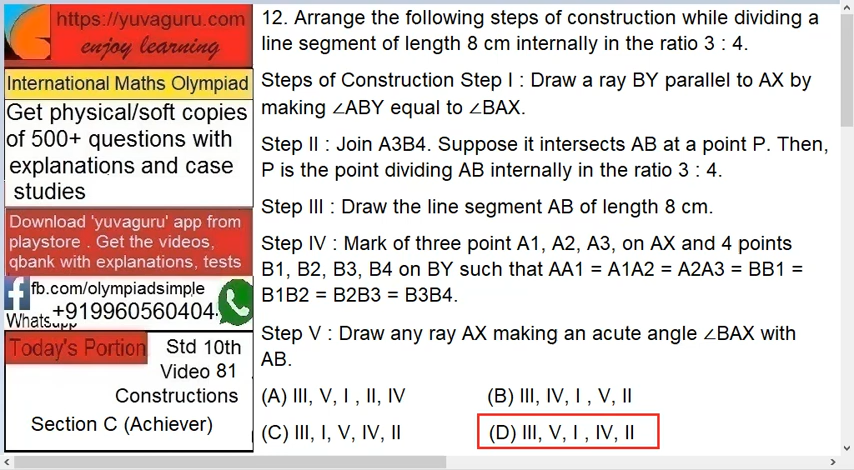 https://yuvaguru.com
enjoy learning
International Maths Olympiad
Get physical/soft copies
of 500+ questions with
explanations and case
studies
Download 'yuvaguru' app from
playstore . Get the videos,
qbank with explanations, tests
fb.com/olympiadsimple
+919960560404
Whatsupp
Today's Portion
Std 10th
Video 81
Constructions
Section C (Achiever)
12. Arrange the following steps of construction while dividing a
line segment of length 8 cm internally in the ratio 3 : 4.
Steps of Construction Step I : Draw a ray BY parallel to AX by
making ∠ABY equal to ∠BAX.
Step II : Join A3B4. Suppose it intersects AB at a point P. Then,
P is the point dividing AB internally in the ratio 3 : 4.
Step III : Draw the line segment AB of length 8 cm.
Step IV : Mark of three point A1, A2, A3, on AX and 4 points
B1, B2, B3, B4 on BY such that AA1 = A1A2 = A2A3 = BB1 =
B1B2 = B2B3 = B3B4.
Step V : Draw any ray AX making an acute angle ∠BAX with
AB.
(A) III, V, I , II, IV (B) III, IV, I , V, II
(C) III, I, V, IV, II (D) III, V, I , IV, II